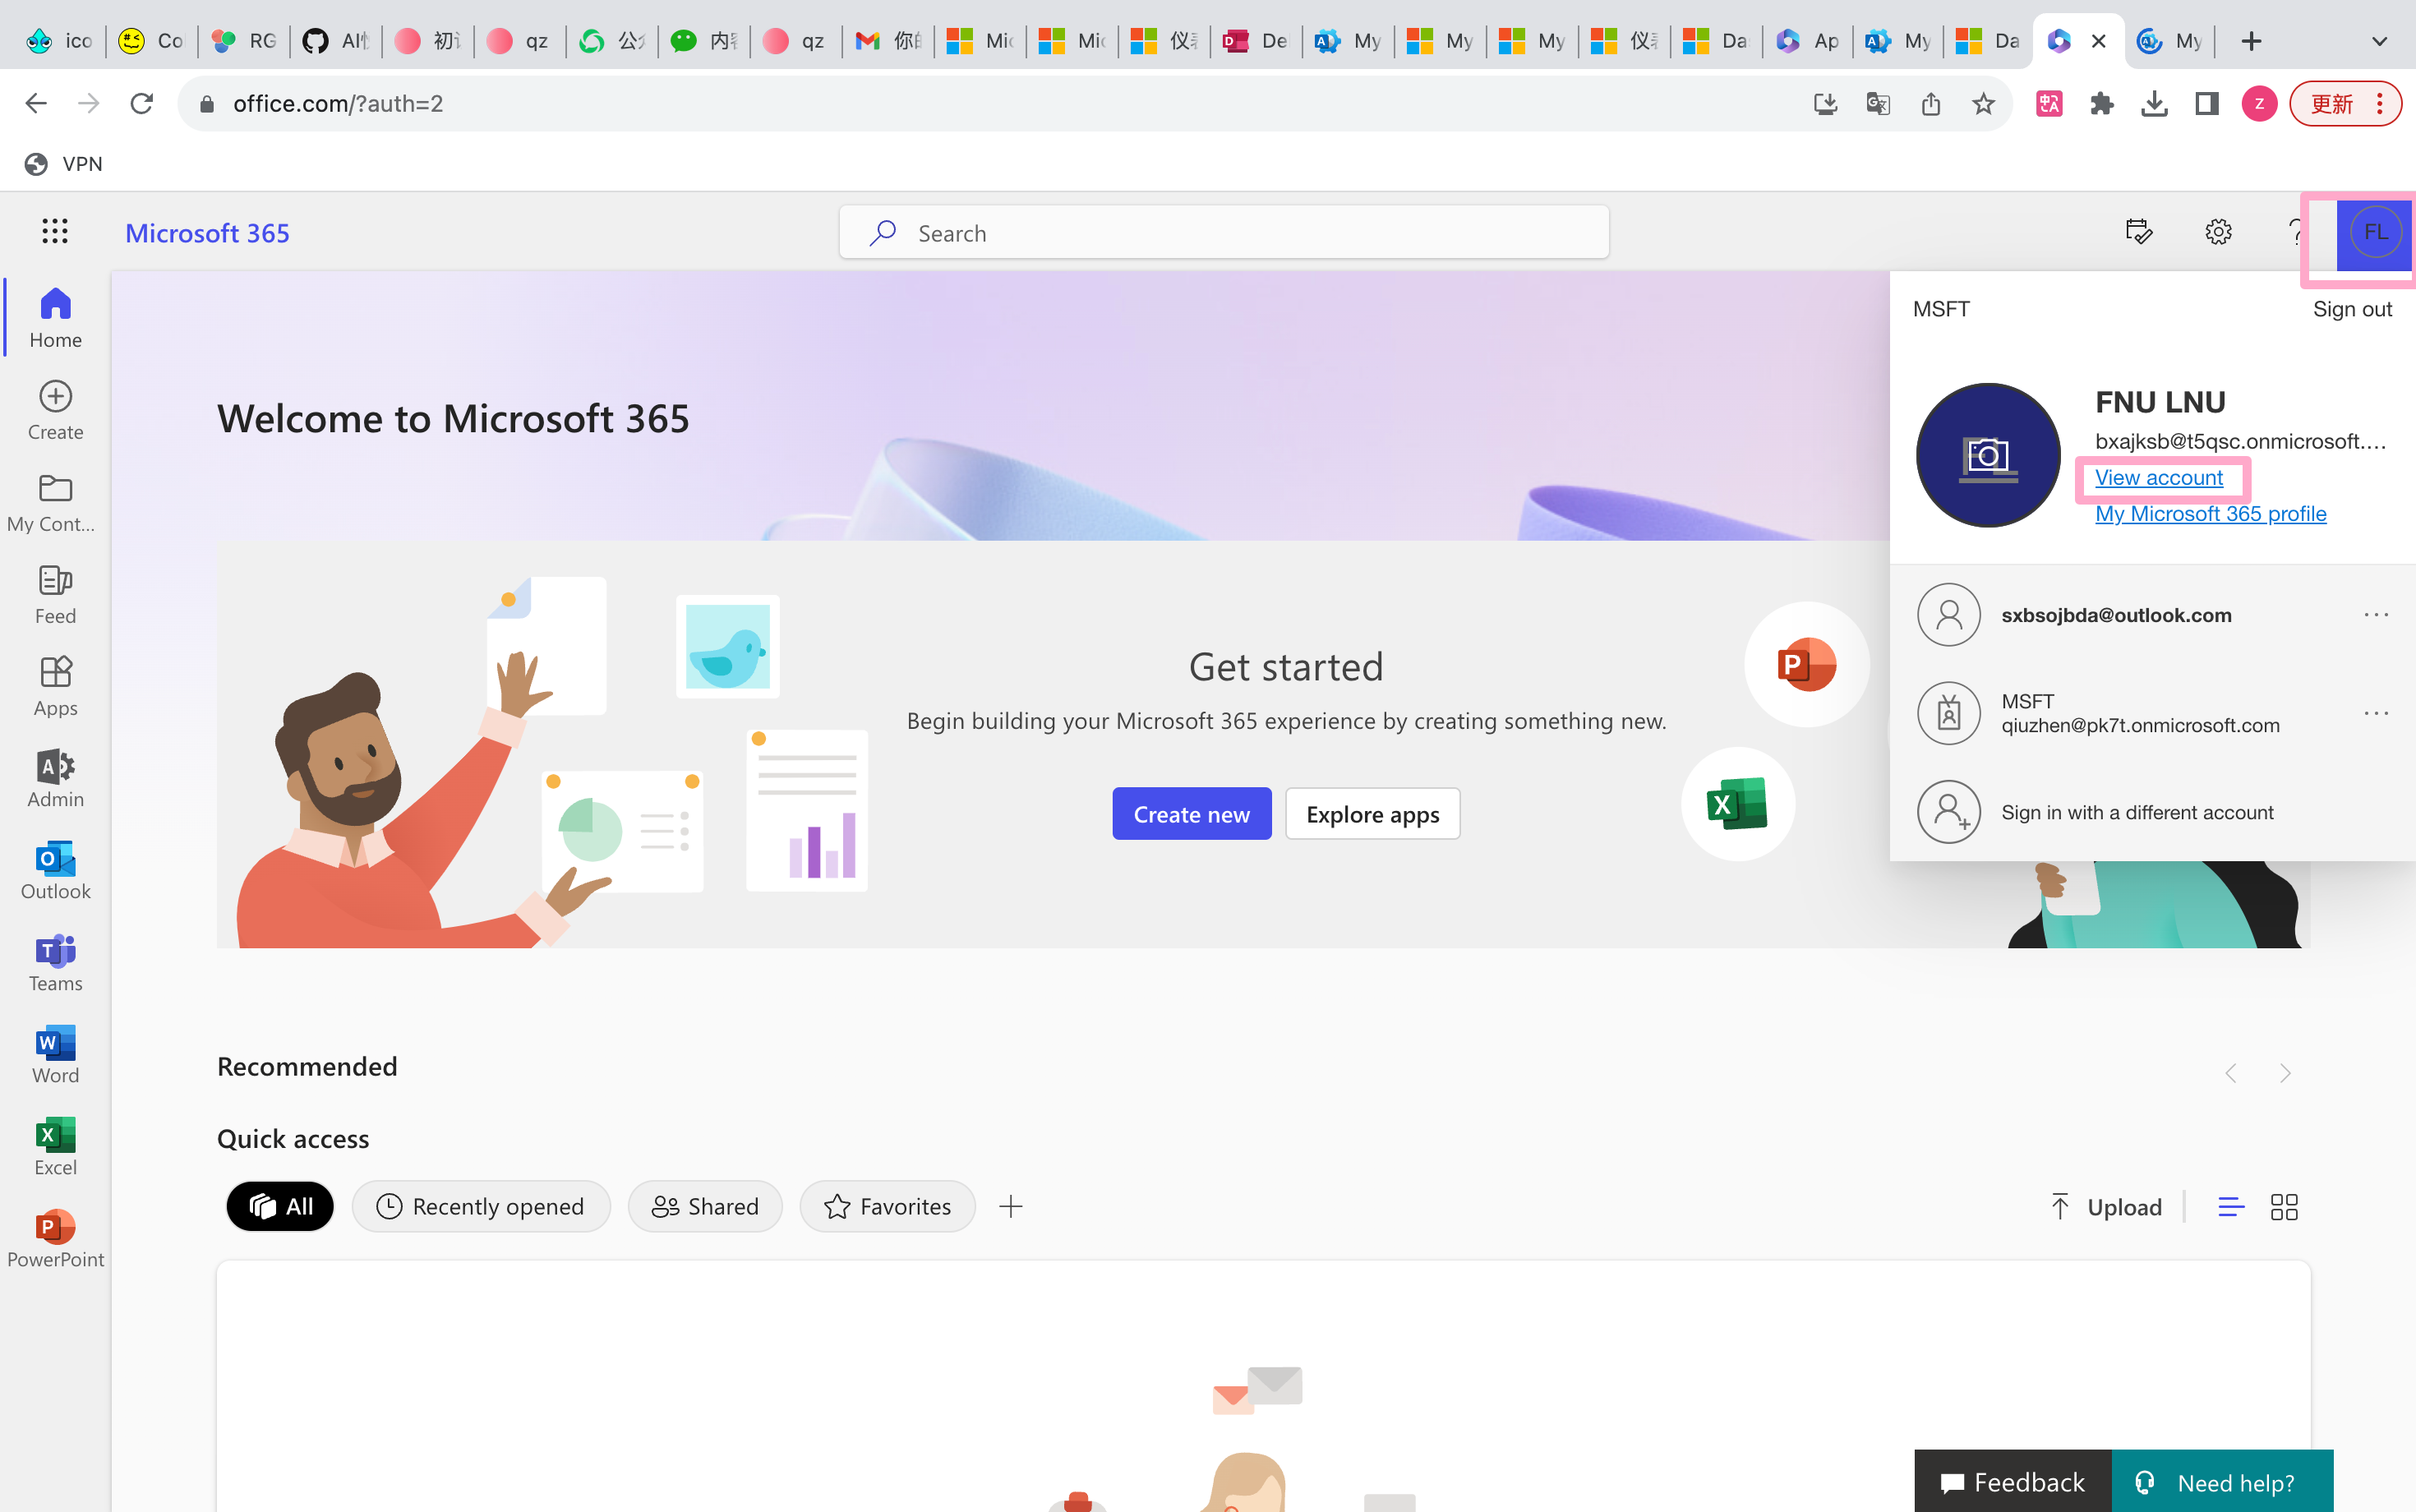 ico
Co
RG
AI
初
qz
公
内
qz
你的
Mic
Mic
仪
De
My
My
My
仪
Da
Ap
My
Da
My
office.com/?auth=2
Z
更新
VPN
Microsoft 365
Search
FL
Home
Create
My Cont...
Feed
Apps
Admin
Outlook
Teams
Word
Excel
PowerPoint
Welcome to Microsoft 365
Get started
Begin building your Microsoft 365 experience by creating something new.
Create new
Explore apps
MSFT
Sign out
FNU LNU
bxajksb@t5qsc.onmicrosoft....
View account
My Microsoft 365 profile
sxbsojbda@outlook.com
MSFT
qiuzhen@pk7t.onmicrosoft.com
Sign in with a different account
Recommended
Quick access
All
Recently opened
Shared
Favorites
Upload
Feedback
Need help?